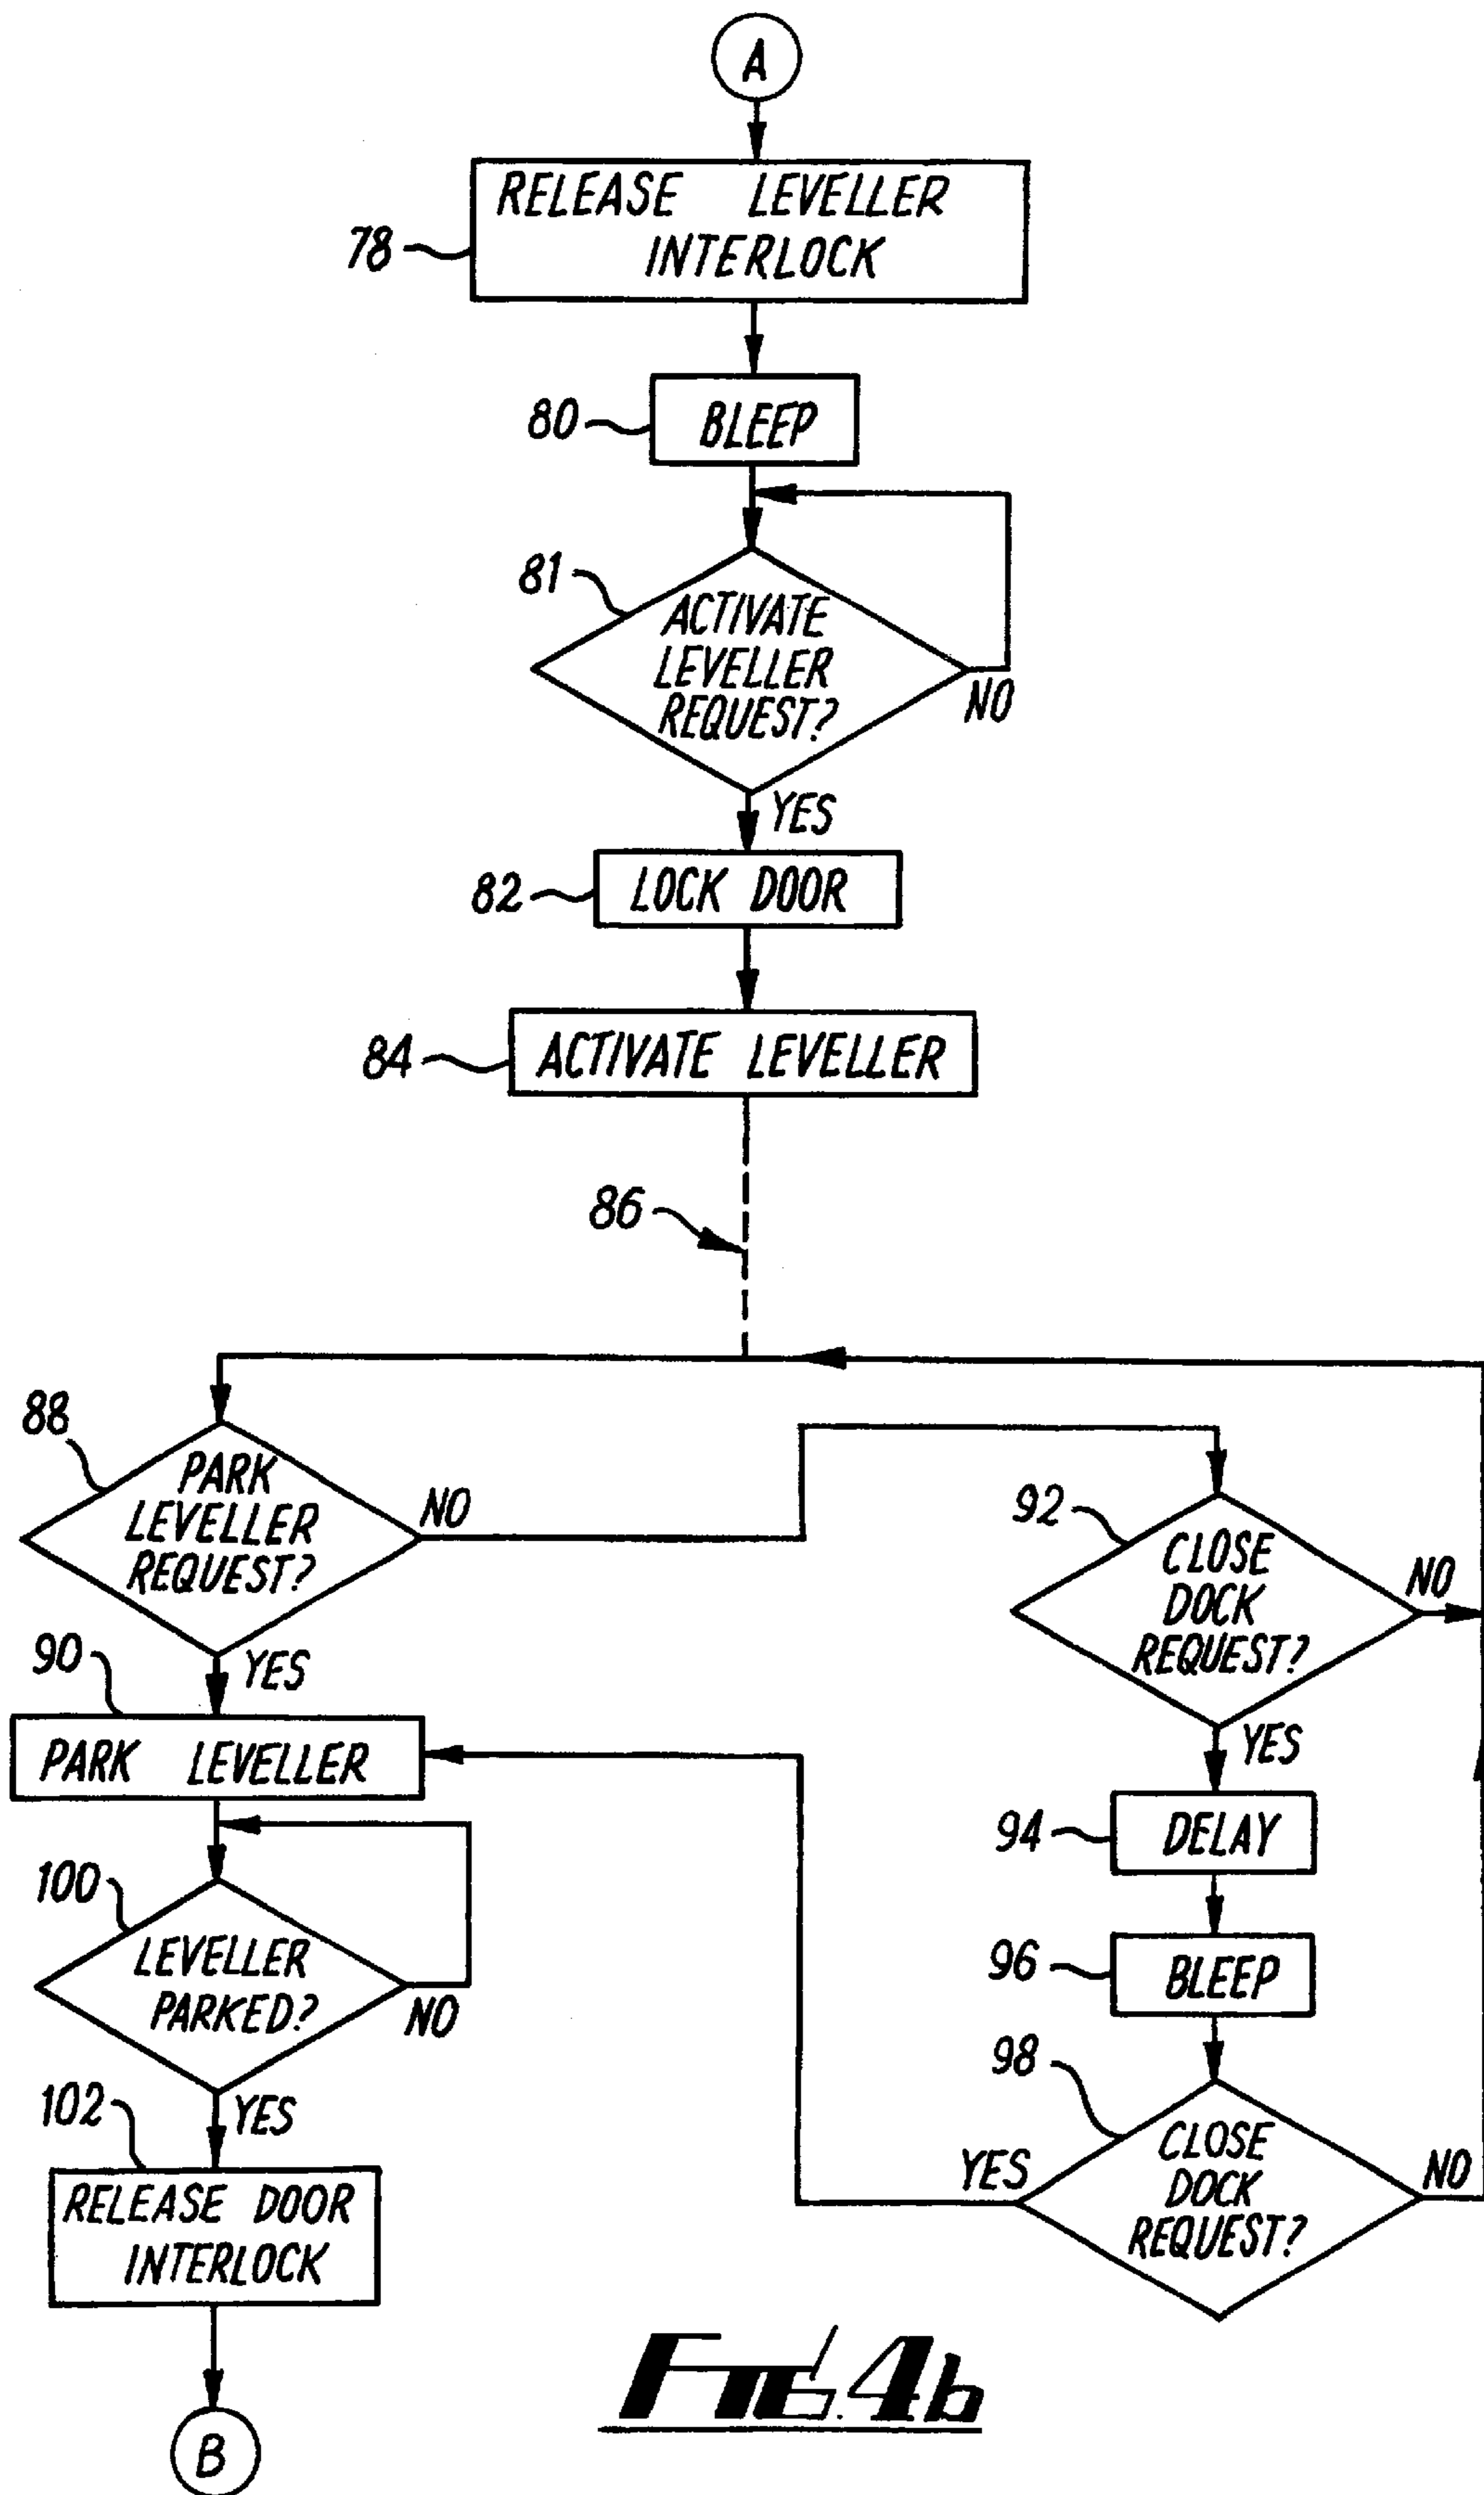 A
RELEASE LEVELLER
INTERLOCK
78
BLEEP
80
81
ACTIVATE
LEVELLER
REQUEST?
NO
YES
82
LOCK DOOR
84
ACTIVATE LEVELLER
86
88
PARK
LEVELLER
REQUEST?
NO
YES
92
CLOSE
DOCK
REQUEST?
NO
YES
90
PARK LEVELLER
94
DELAY
100
LEVELLER
PARKED?
NO
YES
96
BLEEP
98
CLOSE
DOCK
REQUEST?
YES
NO
102
RELEASE DOOR
INTERLOCK
B
FIG. 4b